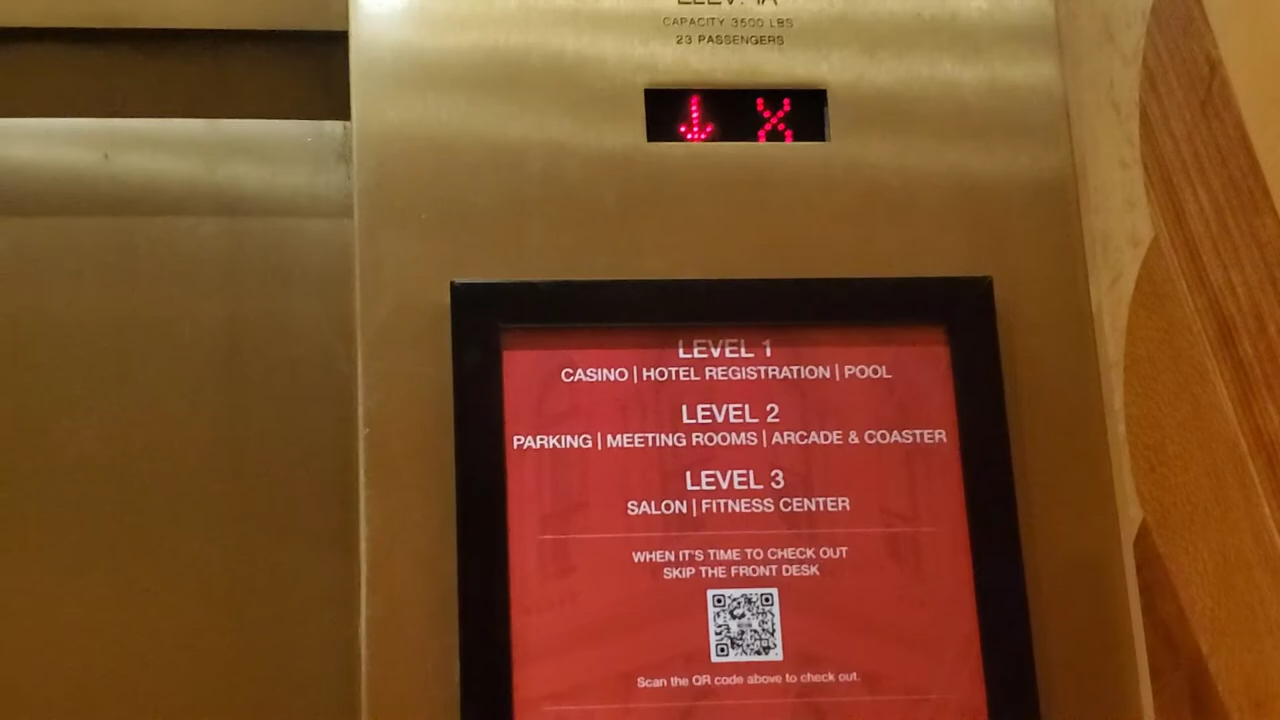 CAPACITY 3500 LBS
23 PASSENGERS
↓ X
LEVEL 1
CASINO | HOTEL REGISTRATION | POOL
LEVEL 2
PARKING | MEETING ROOMS | ARCADE & COASTER
LEVEL 3
SALON | FITNESS CENTER
WHEN IT'S TIME TO CHECK OUT
SKIP THE FRONT DESK
Scan the QR code above to check out.